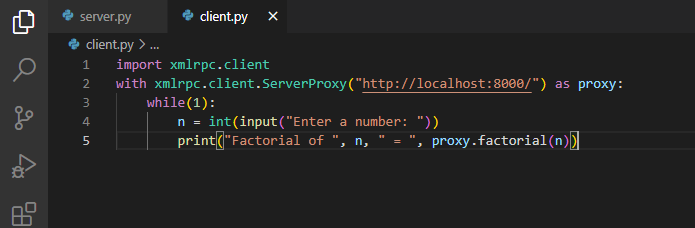 server.py client.py ×
client.py > ...
1 import xmlrpc.client
2 with xmlrpc.client.ServerProxy("http://localhost:8000/") as proxy:
3     while(1):
4         n = int(input("Enter a number: "))
5         print("Factorial of ", n, " = ", proxy.factorial(n))